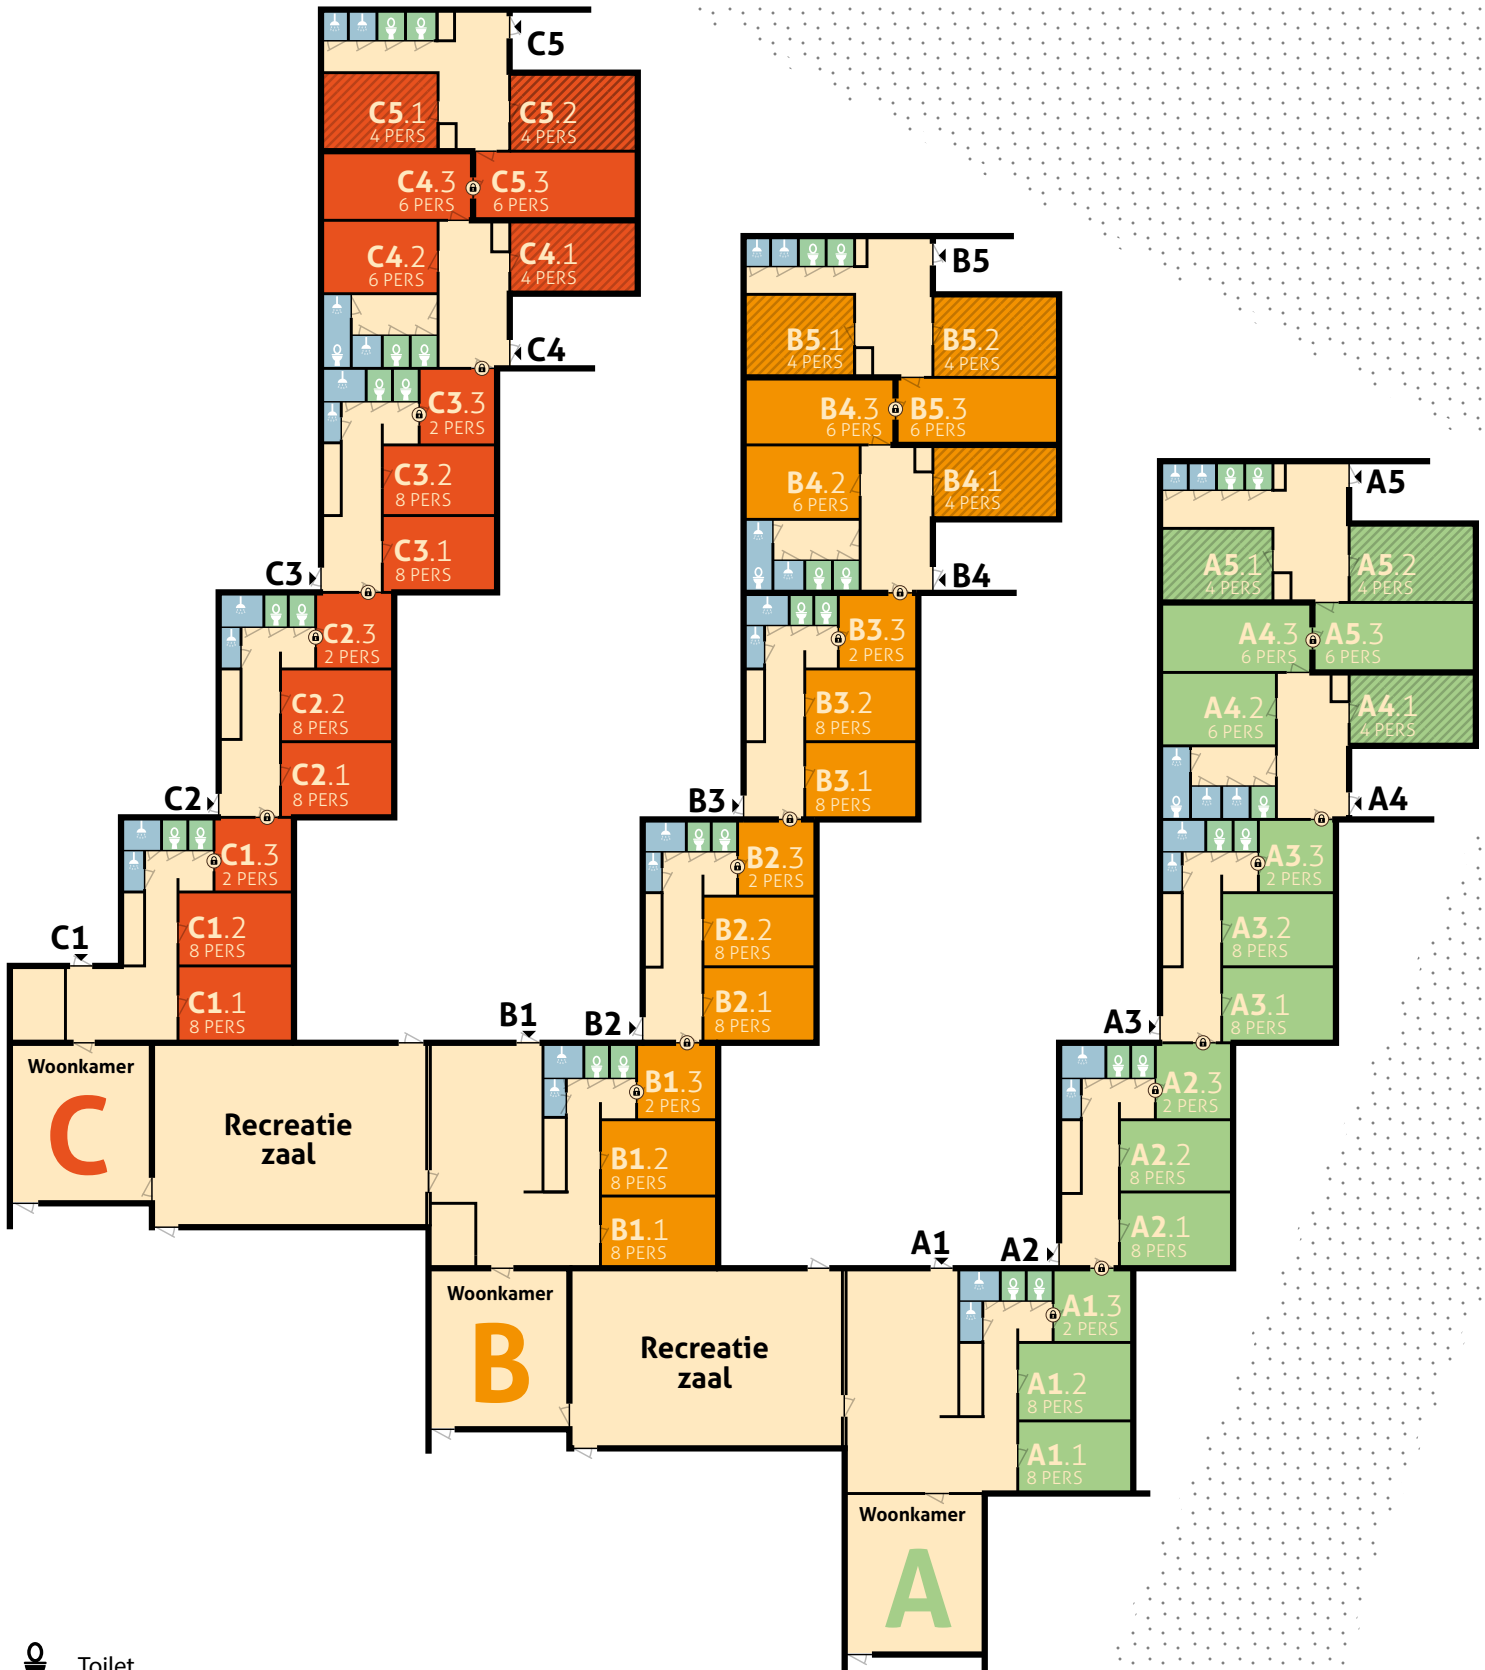 C5
C5.1
4 PERS
C5.2
4 PERS
C4.3
6 PERS
C5.3
6 PERS
C4.2
6 PERS
C4.1
4 PERS
C4
C3.3
2 PERS
C3.2
8 PERS
C3.1
8 PERS
C3
C2.3
2 PERS
C2.2
8 PERS
C2.1
8 PERS
C2
C1.3
2 PERS
C1.2
8 PERS
C1.1
8 PERS
C1
Woonkamer
C
Recreatie
zaal
B5
B5.1
4 PERS
B5.2
4 PERS
B4.3
6 PERS
B5.3
6 PERS
B4.2
6 PERS
B4.1
4 PERS
B4
B3.3
2 PERS
B3.2
8 PERS
B3.1
8 PERS
B3
B2.3
2 PERS
B2.2
8 PERS
B2.1
8 PERS
B2
B1
B1.3
2 PERS
B1.2
8 PERS
B1.1
8 PERS
Woonkamer
B
Recreatie
zaal
A5
A5.1
4 PERS
A5.2
4 PERS
A4.3
6 PERS
A5.3
6 PERS
A4.2
6 PERS
A4.1
4 PERS
A4
A3.3
2 PERS
A3.2
8 PERS
A3.1
8 PERS
A3
A2.3
2 PERS
A2.2
8 PERS
A2.1
8 PERS
A2
A1
A1.3
2 PERS
A1.2
8 PERS
A1.1
8 PERS
Woonkamer
A
Toilet